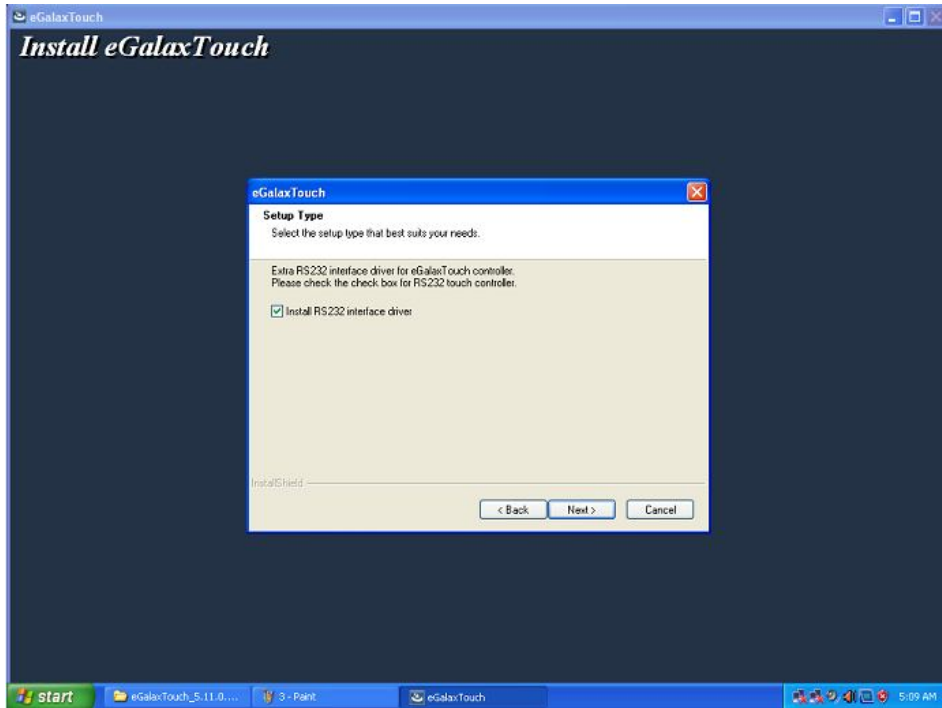 eGalaxTouch
Install eGalaxTouch
eGalaxTouch
Setup Type
Select the setup type that best suits your needs.
Extra RS232 interface driver for eGalaxTouch controller.
Please check the check box for RS232 touch controller.
Install RS232 interface driver
InstallShield
< Back Next > Cancel
start eGalaxTouch_5.11.0.... 3 - Paint eGalaxTouch 5:09 AM